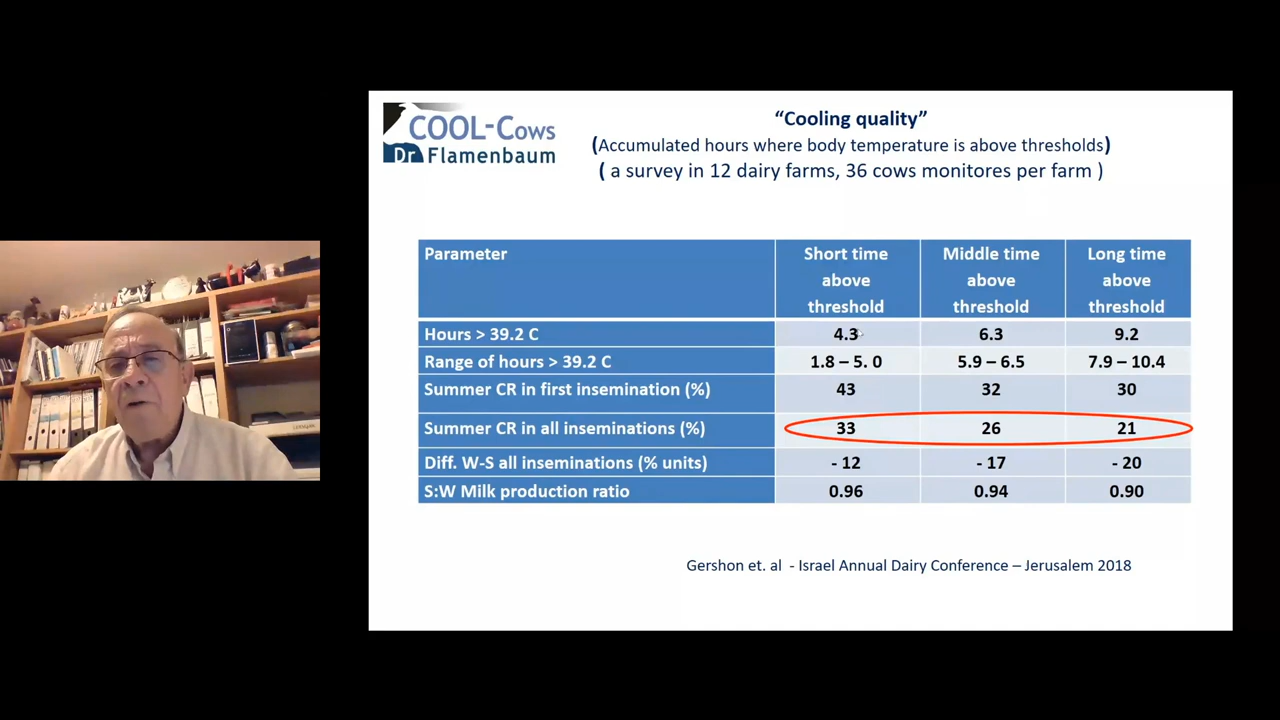 COOL-Cows
Dr Flamenbaum
“Cooling quality”
(Accumulated hours where body temperature is above thresholds)
( a survey in 12 dairy farms, 36 cows monitores per farm )
Parameter
Short time above threshold
Middle time above threshold
Long time above threshold
Hours > 39.2 C 4.3 6.3 9.2
Range of hours > 39.2 C 1.8 – 5. 0 5.9 – 6.5 7.9 – 10.4
Summer CR in first insemination (%) 43 32 30
Summer CR in all inseminations (%) 33 26 21
Diff. W-S all inseminations (% units) - 12 - 17 - 20
S:W Milk production ratio 0.96 0.94 0.90
Gershon et. al - Israel Annual Dairy Conference – Jerusalem 2018